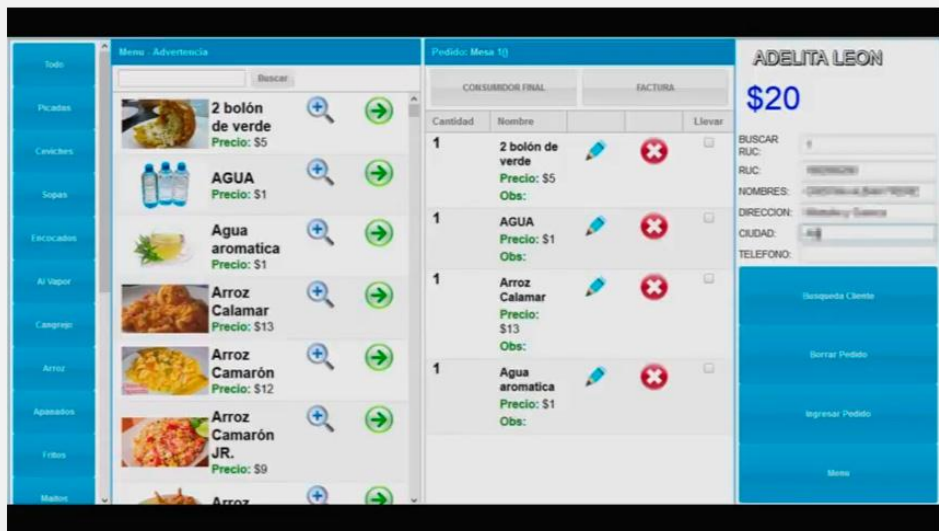 Todo
Picadas
Ceviches
Sopas
Encocados
Al Vapor
Cangrejo
Arroz
Apanados
Fritos
Maitos
Menu - Advertencia
Buscar
2 bolón
de verde
Precio: $5
AGUA
Precio: $1
Agua
aromatica
Precio: $1
Arroz
Calamar
Precio: $13
Arroz
Camarón
Precio: $12
Arroz
Camarón
JR.
Precio: $9
Arroz
Pedido: Mesa 1()
CONSUMIDOR FINAL
FACTURA
Cantidad Nombre Llevar
1 2 bolón de
verde
Precio: $5
Obs:
1 AGUA
Precio: $1
Obs:
1 Arroz
Calamar
Precio:
$13
Obs:
1 Agua
aromatica
Precio: $1
Obs:
ADELITA LEON
$20
BUSCAR
RUC:
RUC:
NOMBRES:
DIRECCION:
CIUDAD:
TELEFONO:
Busqueda Cliente
Borrar Pedido
Ingresar Pedido
Menu